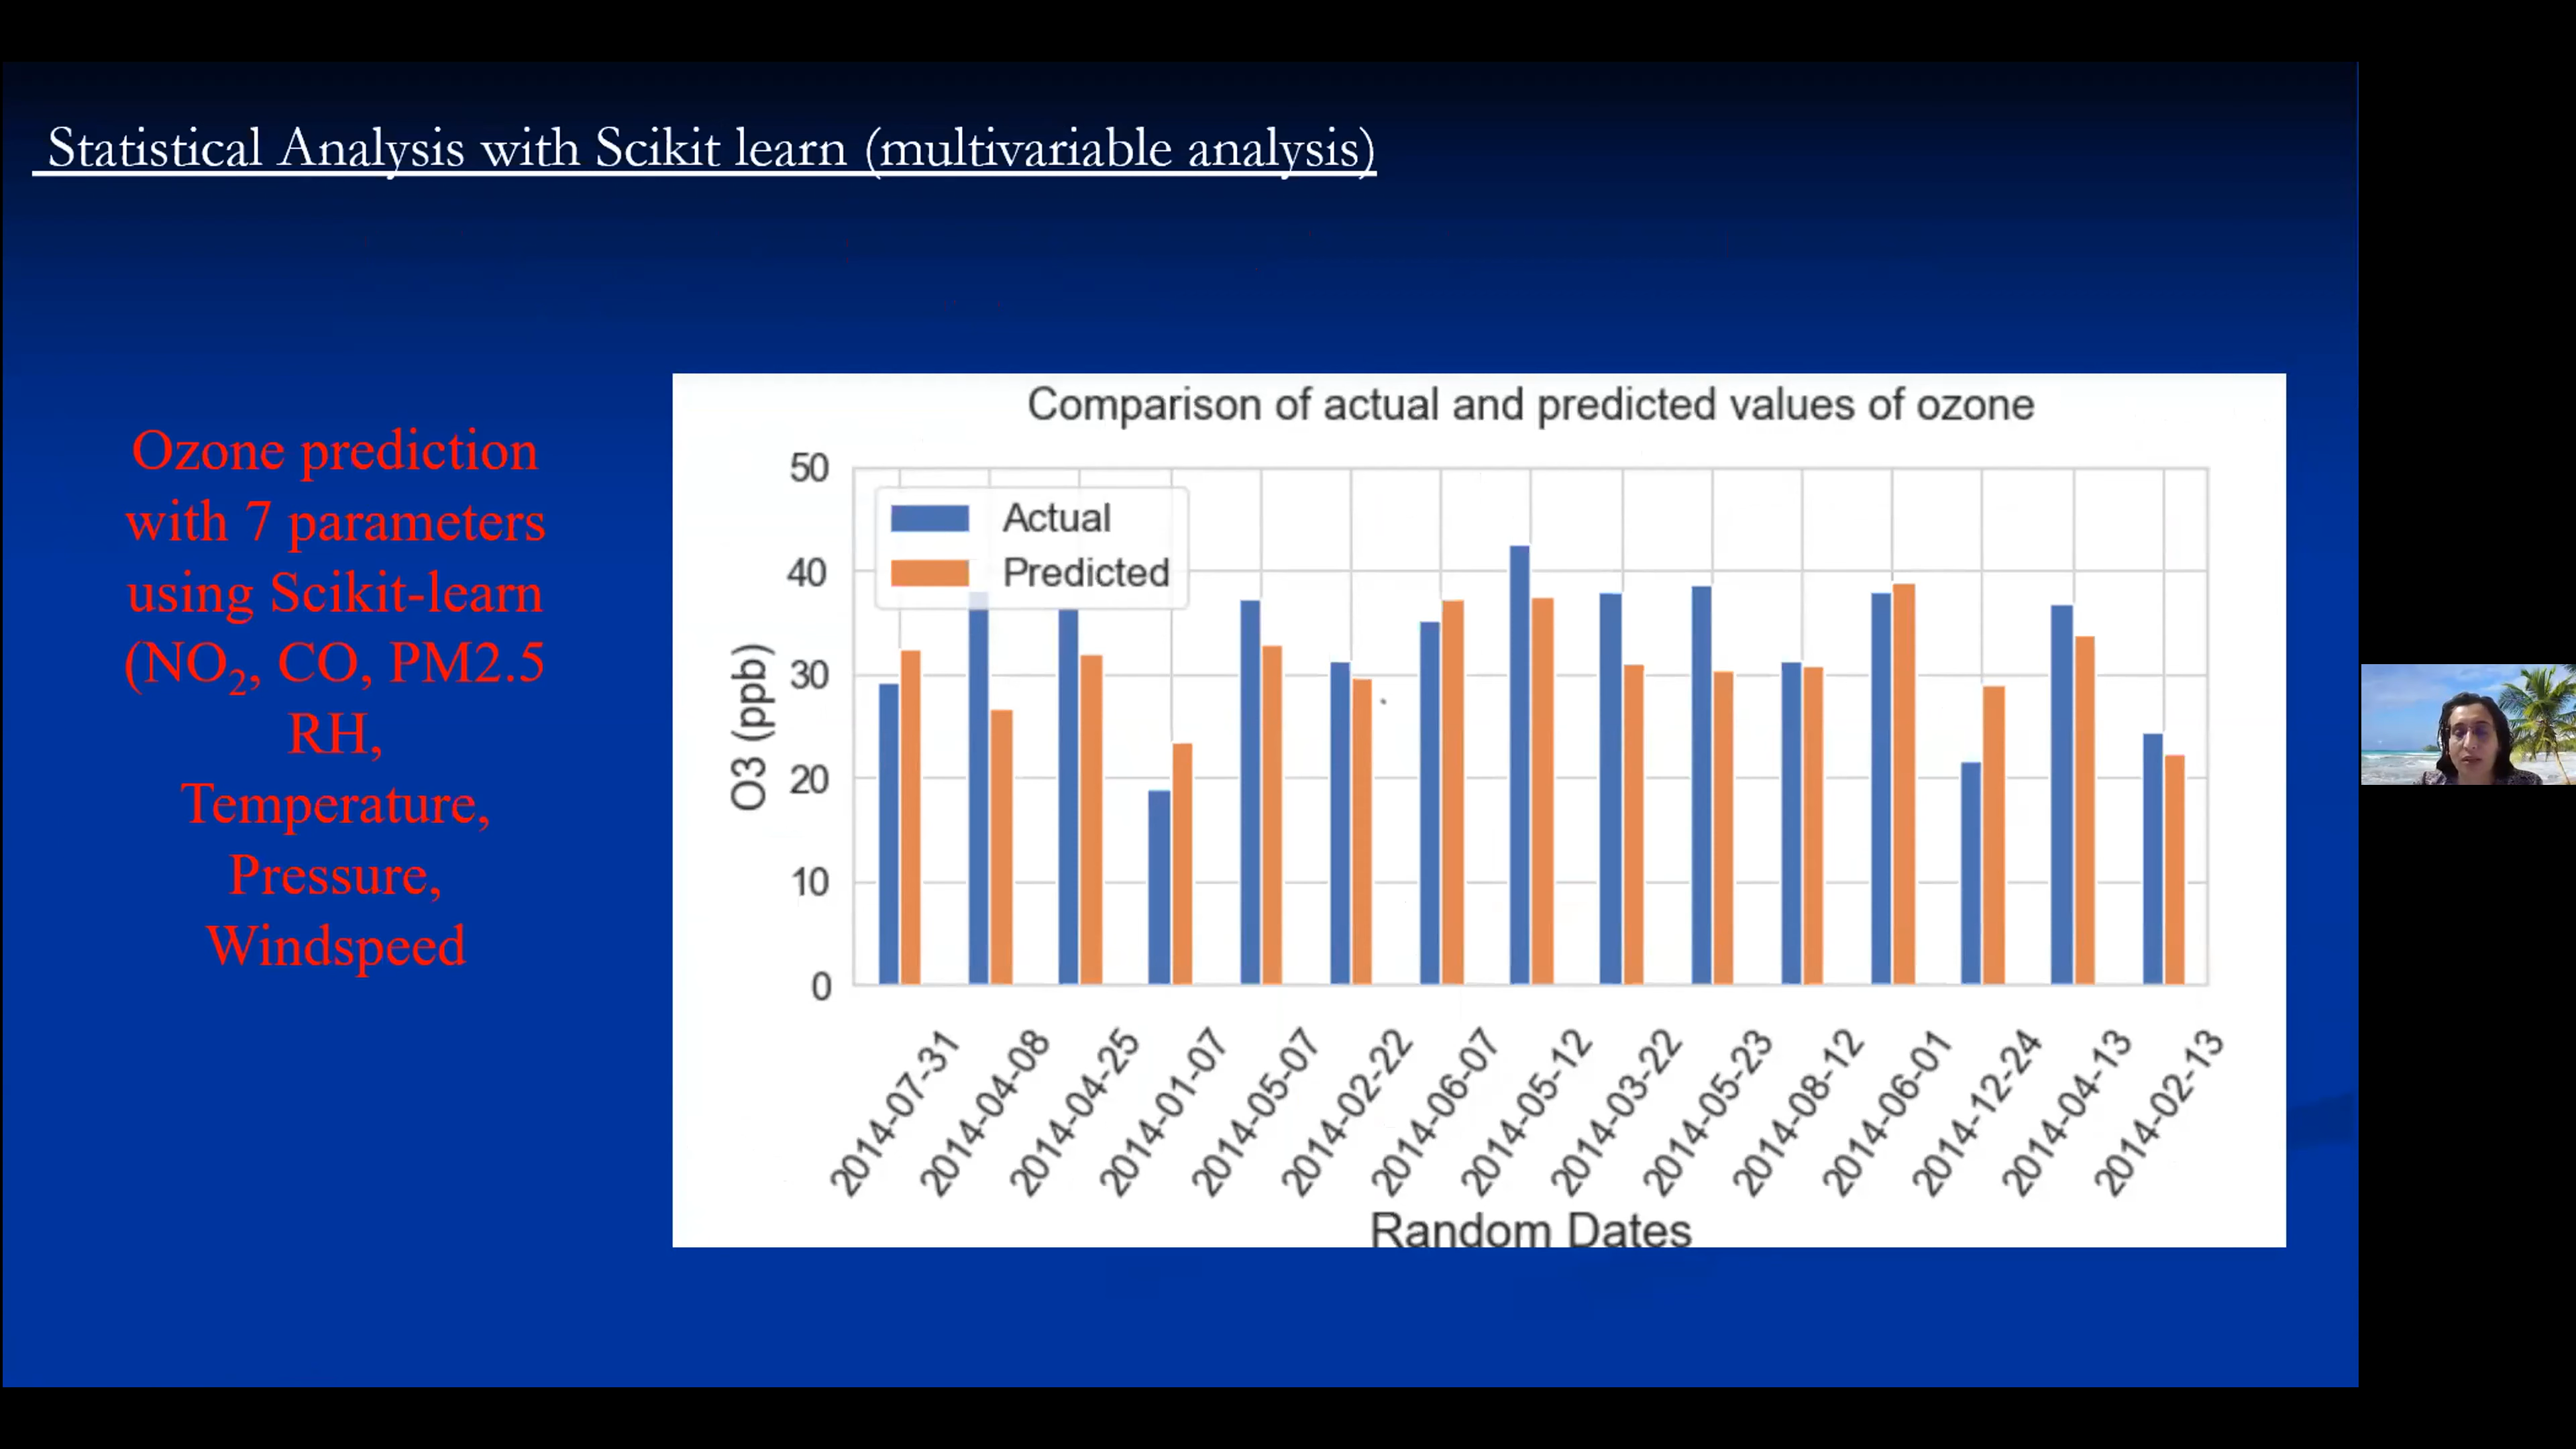 Statistical Analysis with Scikit learn (multivariable analysis)
Ozone prediction
with 7 parameters
using Scikit-learn
(NO₂, CO, PM2.5
RH,
Temperature,
Pressure,
Windspeed
Comparison of actual and predicted values of ozone
Actual
Predicted
O3 (ppb)
50
40
30
20
10
0
2014-07-31
2014-04-08
2014-04-25
2014-01-07
2014-05-07
2014-02-22
2014-06-07
2014-05-12
2014-03-22
2014-05-23
2014-08-12
2014-06-01
2014-12-24
2014-04-13
2014-02-13
Random Dates